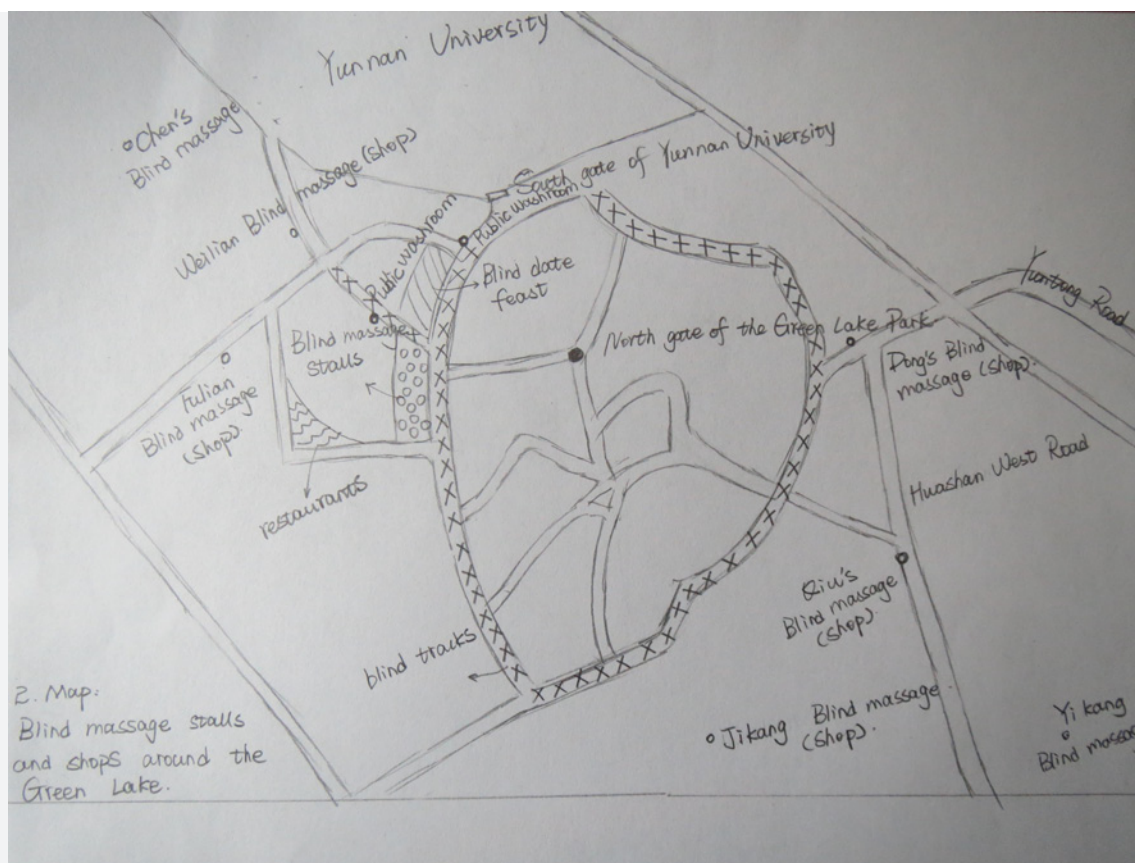 Yunnan University
Chen's
Blind massage
Weilian Blind massage (shop)
Public washroom
South gate of Yunnan University
Public washroom
Blind date
feast
Blind massage
stalls
North gate of the Green Lake Park
Yuantong Road
Dong's Blind
massage (shop).
Fulian
Blind massage
(shop).
restaurants
Huashan West Road
Qiu's
Blind massage
(shop).
blind tracks
Jikang Blind massage
(shop).
Yi kang
Blind massa
2. Map:
Blind massage stalls
and shops around the
Green Lake.